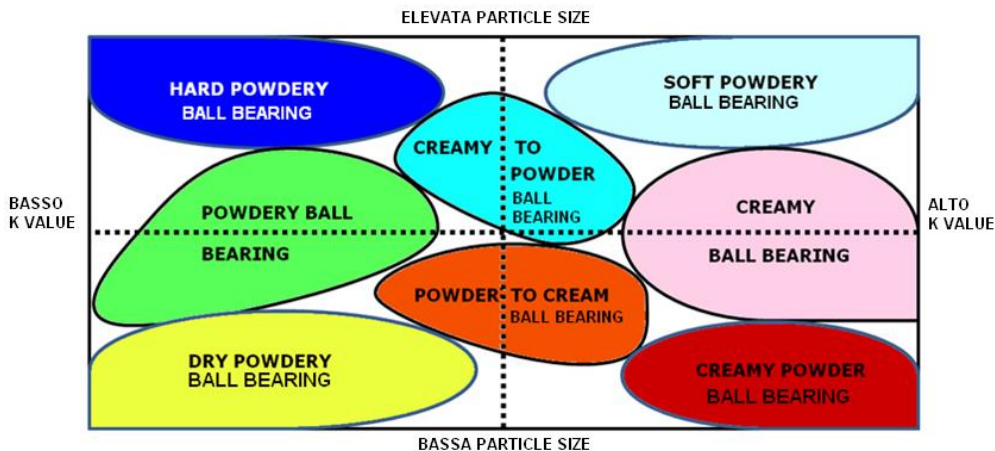 ELEVATA PARTICLE SIZE
HARD POWDERY
BALL BEARING
SOFT POWDERY
BALL BEARING
CREAMY TO
POWDER
BALL
BEARING
BASSO
K VALUE
POWDERY BALL
BEARING
CREAMY
BALL BEARING
ALTO
K VALUE
POWDER TO CREAM
BALL BEARING
DRY POWDERY
BALL BEARING
CREAMY POWDER
BALL BEARING
BASSA PARTICLE SIZE